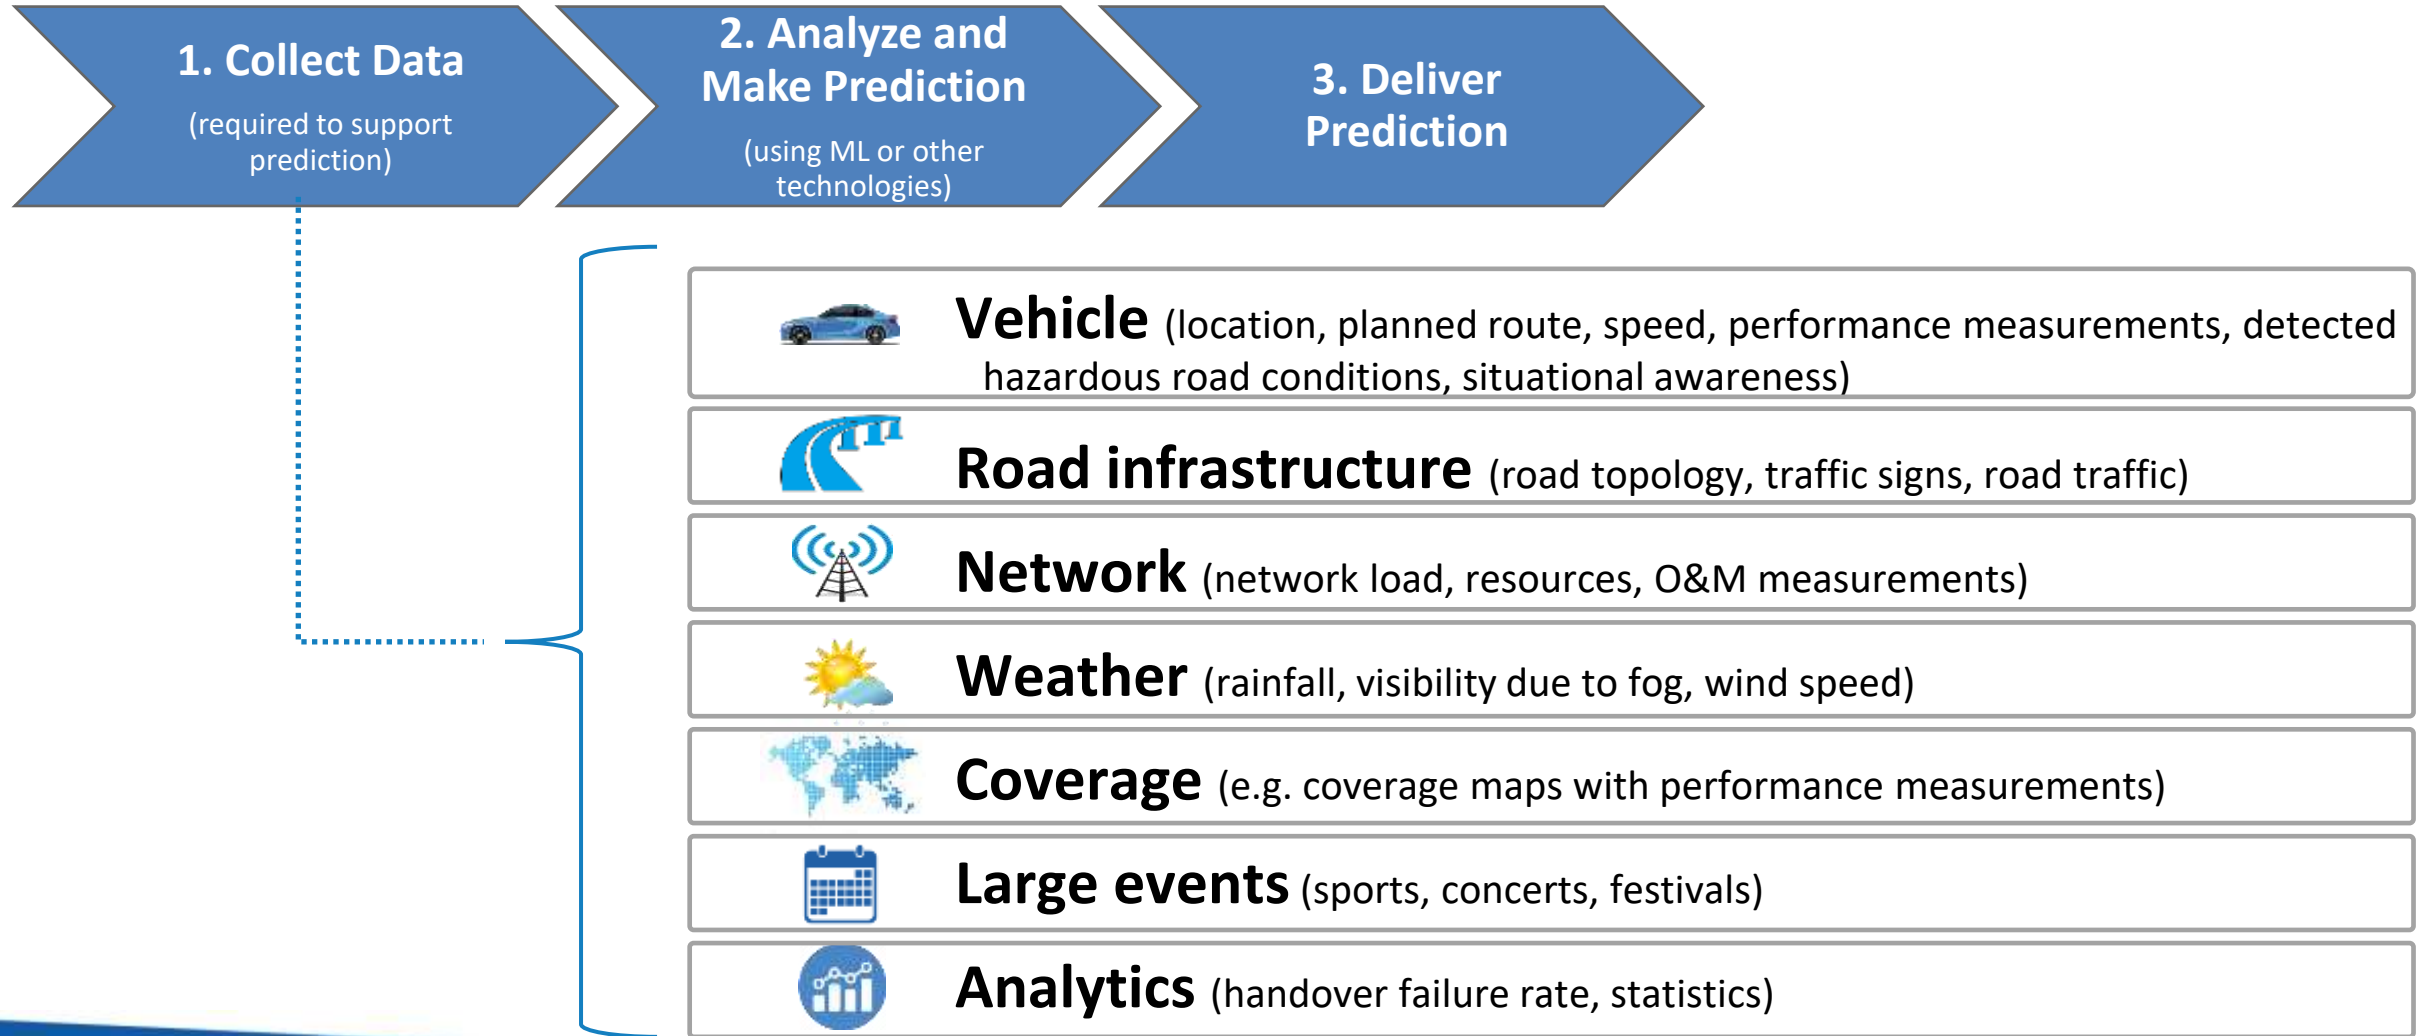 1. Collect Data
(required to support
prediction)
2. Analyze and
Make Prediction
(using ML or other
technologies)
3. Deliver
Prediction
Vehicle (location, planned route, speed, performance measurements, detected
hazardous road conditions, situational awareness)
Road infrastructure (road topology, traffic signs, road traffic)
Network (network load, resources, O&M measurements)
Weather (rainfall, visibility due to fog, wind speed)
Coverage (e.g. coverage maps with performance measurements)
Large events (sports, concerts, festivals)
Analytics (handover failure rate, statistics)